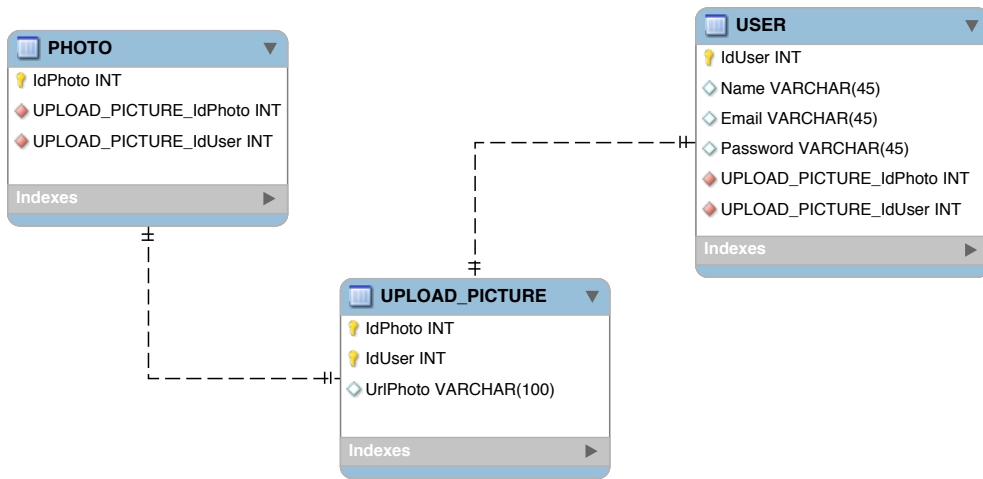 PHOTO
IdPhoto INT
UPLOAD_PICTURE_IdPhoto INT
UPLOAD_PICTURE_IdUser INT
Indexes
USER
IdUser INT
Name VARCHAR(45)
Email VARCHAR(45)
Password VARCHAR(45)
UPLOAD_PICTURE_IdPhoto INT
UPLOAD_PICTURE_IdUser INT
Indexes
UPLOAD_PICTURE
IdPhoto INT
IdUser INT
UrlPhoto VARCHAR(100)
Indexes